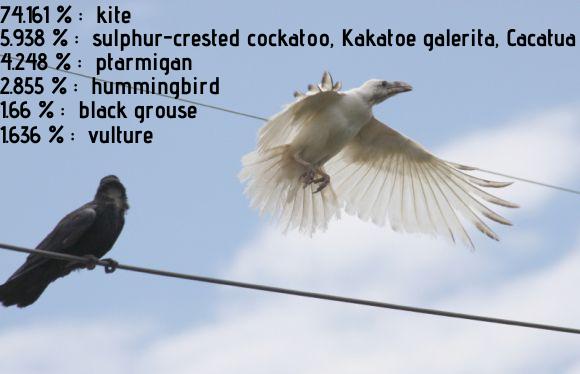 74.161 % : kite
5.938 % : sulphur-crested cockatoo, Kakatoe galerita, Cacatua
4.248 % : ptarmigan
2.855 % : hummingbird
1.66 % : black grouse
1.636 % : vulture